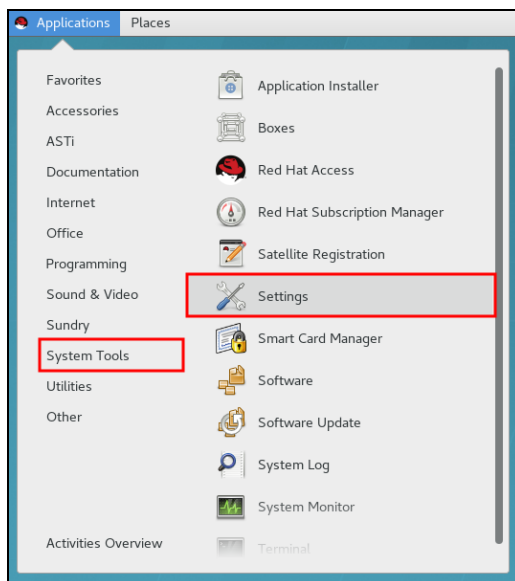 Applications Places
Favorites
Accessories
ASTi
Documentation
Internet
Office
Programming
Sound & Video
Sundry
System Tools
Utilities
Other
Activities Overview
Application Installer
Boxes
Red Hat Access
Red Hat Subscription Manager
Satellite Registration
Settings
Smart Card Manager
Software
Software Update
System Log
System Monitor
Terminal